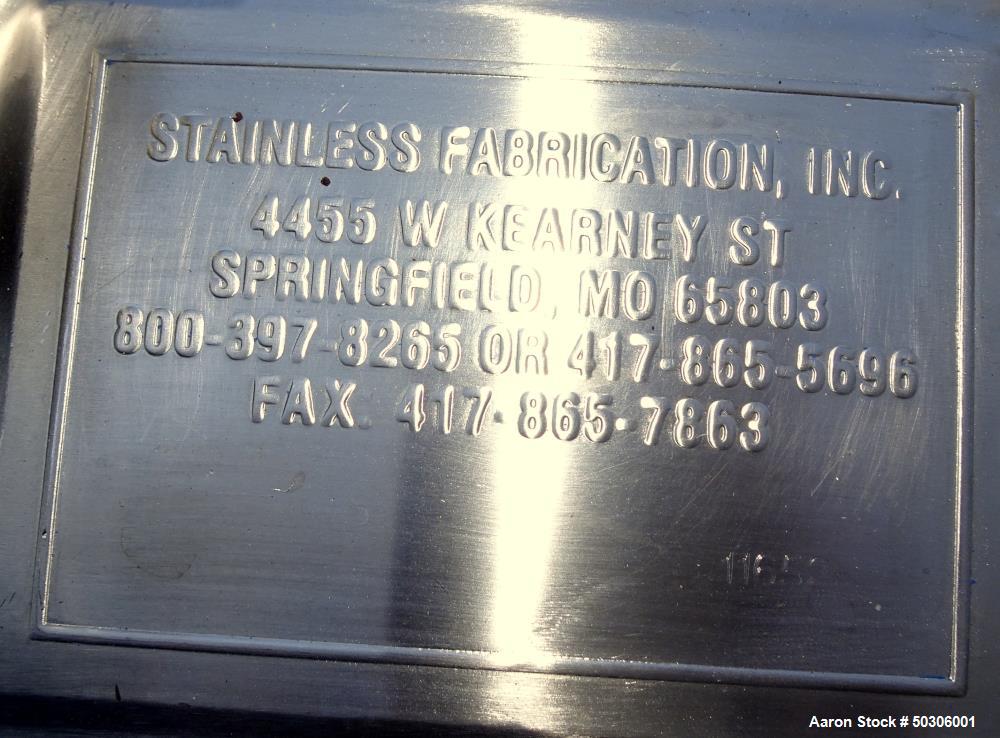 STAINLESS FABRICATION, INC.
4455 W KEARNEY ST
SPRINGFIELD, MO 65803
800-397-8265 OR 417-865-5696
FAX. 417-865-7863
Aaron Stock # 50306001